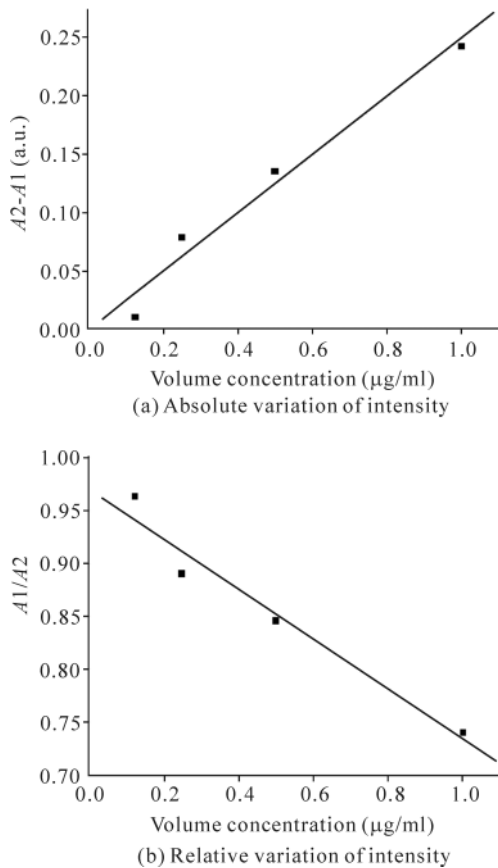 0.25
0.20
0.15
0.10
0.05
0.00
A2-A1 (a.u.)
0.0 0.2 0.4 0.6 0.8 1.0
Volume concentration (μg/ml)
(a) Absolute variation of intensity
1.00
0.95
0.90
0.85
0.80
0.75
0.70
A1/A2
0.0 0.2 0.4 0.6 0.8 1.0
Volume concentration (μg/ml)
(b) Relative variation of intensity